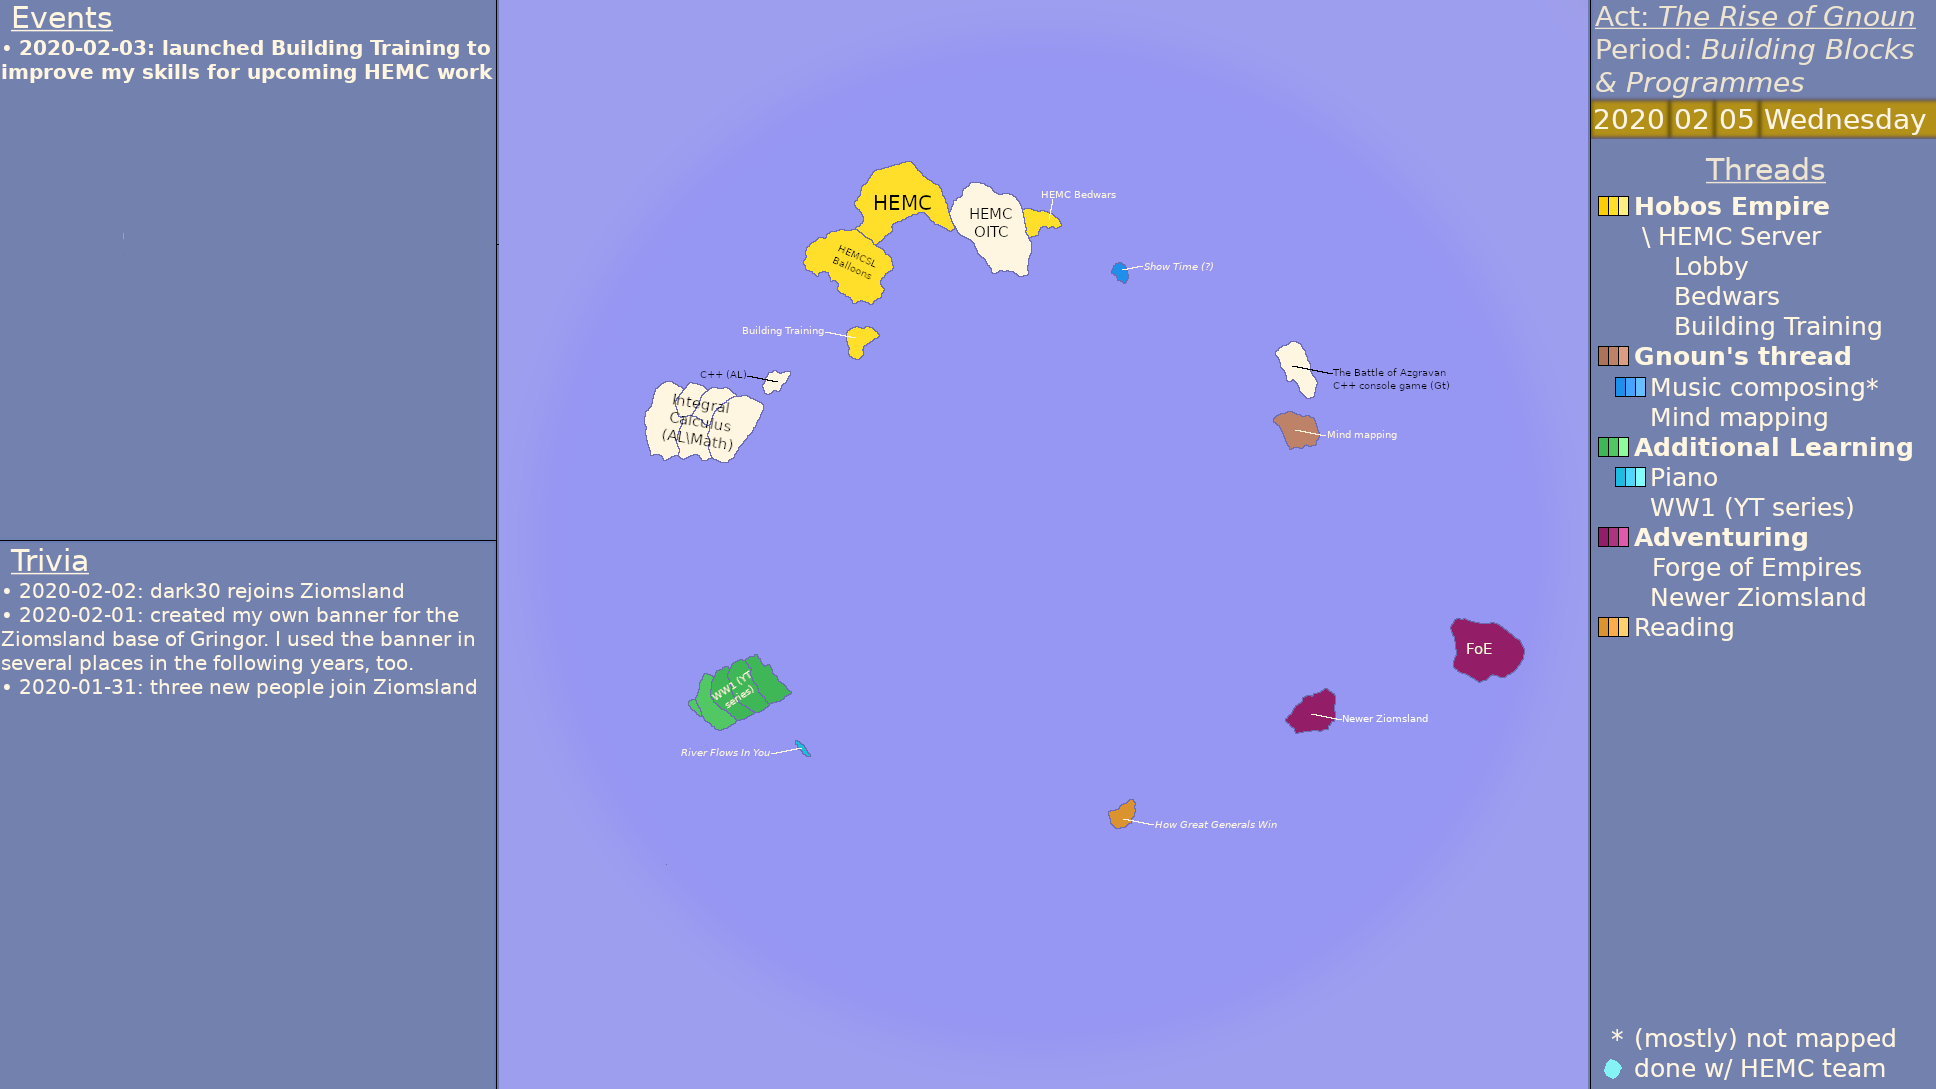 Events
• 2020-02-03: launched Building Training to
improve my skills for upcoming HEMC work
Trivia
• 2020-02-02: dark30 rejoins Ziomsland
• 2020-02-01: created my own banner for the
Ziomsland base of Gringor. I used the banner in
several places in the following years, too.
• 2020-01-31: three new people join Ziomsland
HEMC
HEMC
OITC
HEMC Bedwars
HEMCSL
Balloons
Show Time (?)
Building Training
C++ (AL)
Integral
Calculus
(AL\Math)
The Battle of Azgravan
C++ console game (Gt)
Mind mapping
FoE
Newer Ziomsland
WW1 (YT
series)
River Flows In You
How Great Generals Win
Act: The Rise of Gnoun
Period: Building Blocks
& Programmes
2020 02 05 Wednesday
Threads
Hobos Empire
\ HEMC Server
Lobby
Bedwars
Building Training
Gnoun's thread
Music composing*
Mind mapping
Additional Learning
Piano
WW1 (YT series)
Adventuring
Forge of Empires
Newer Ziomsland
Reading
* (mostly) not mapped
done w/ HEMC team